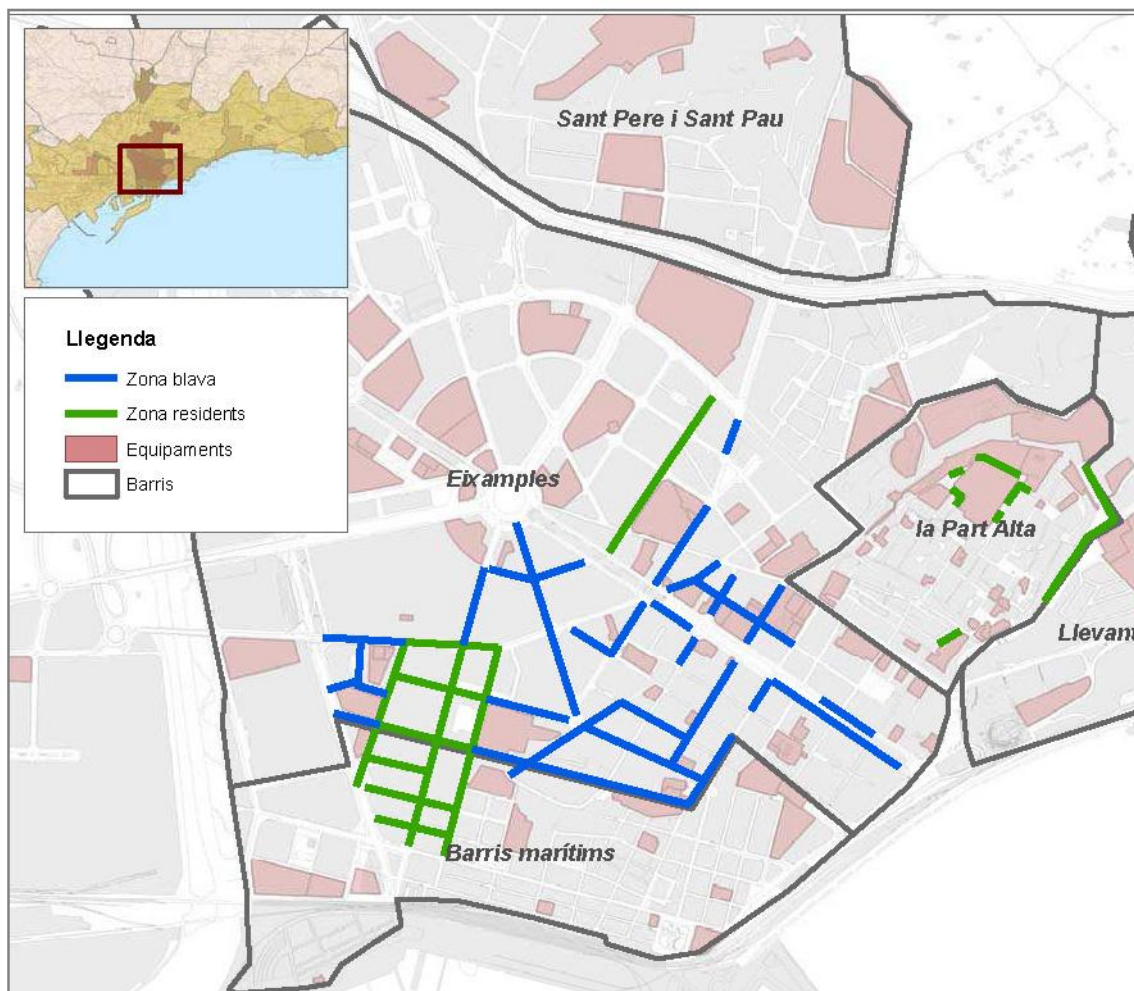 Sant Pere i Sant Pau
Llegenda
Zona blava
Zona residents
Equipaments
Barris
Eixamples
la Part Alta
Llevant
Barris marítims